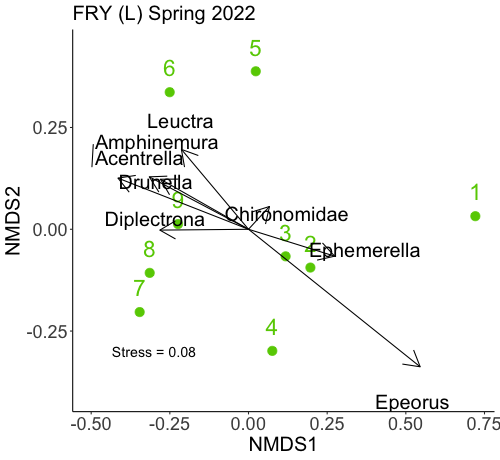 FRY (L) Spring 2022
5
6
Leuctra
0.25
Amphinemura
Acentrella
Drunella
1
9
Chironomidae
Diplectrona
0.00
3
2
Ephemerella
8
7
4
-0.25
Stress = 0.08
Epeorus
NMDS2
-0.50
-0.25
0.00
0.25
0.50
0.75
NMDS1